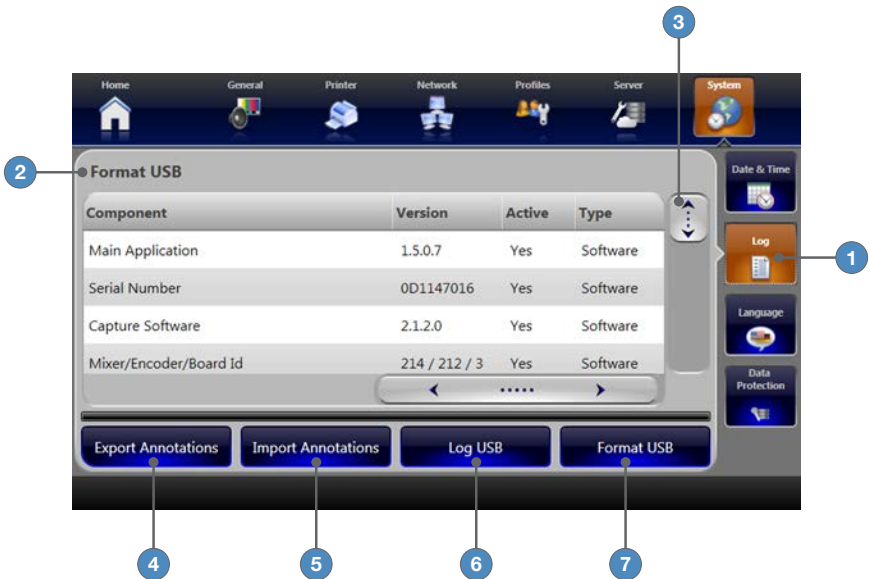 3
Home General Printer Network Profiles Server System
2
Format USB
Date & Time
Component Version Active Type
Main Application 1.5.0.7 Yes Software
Log
1
Serial Number 0D1147016 Yes Software
Capture Software 2.1.2.0 Yes Software
Language
Mixer/Encoder/Board Id 214 / 212 / 3 Yes Software
Data
Protection
Export Annotations Import Annotations Log USB Format USB
4 5 6 7